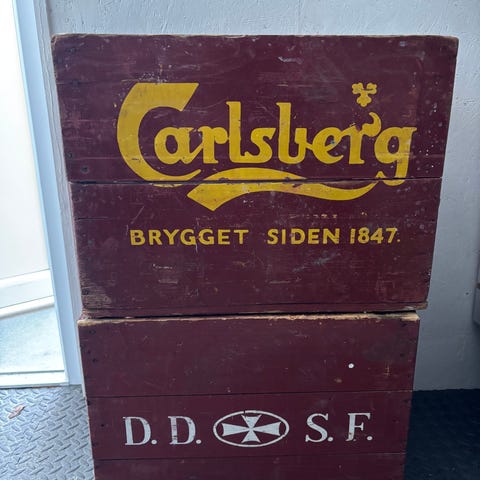 Carlsberg
BRYGGET SIDEN 1847.
D. D. S. F.